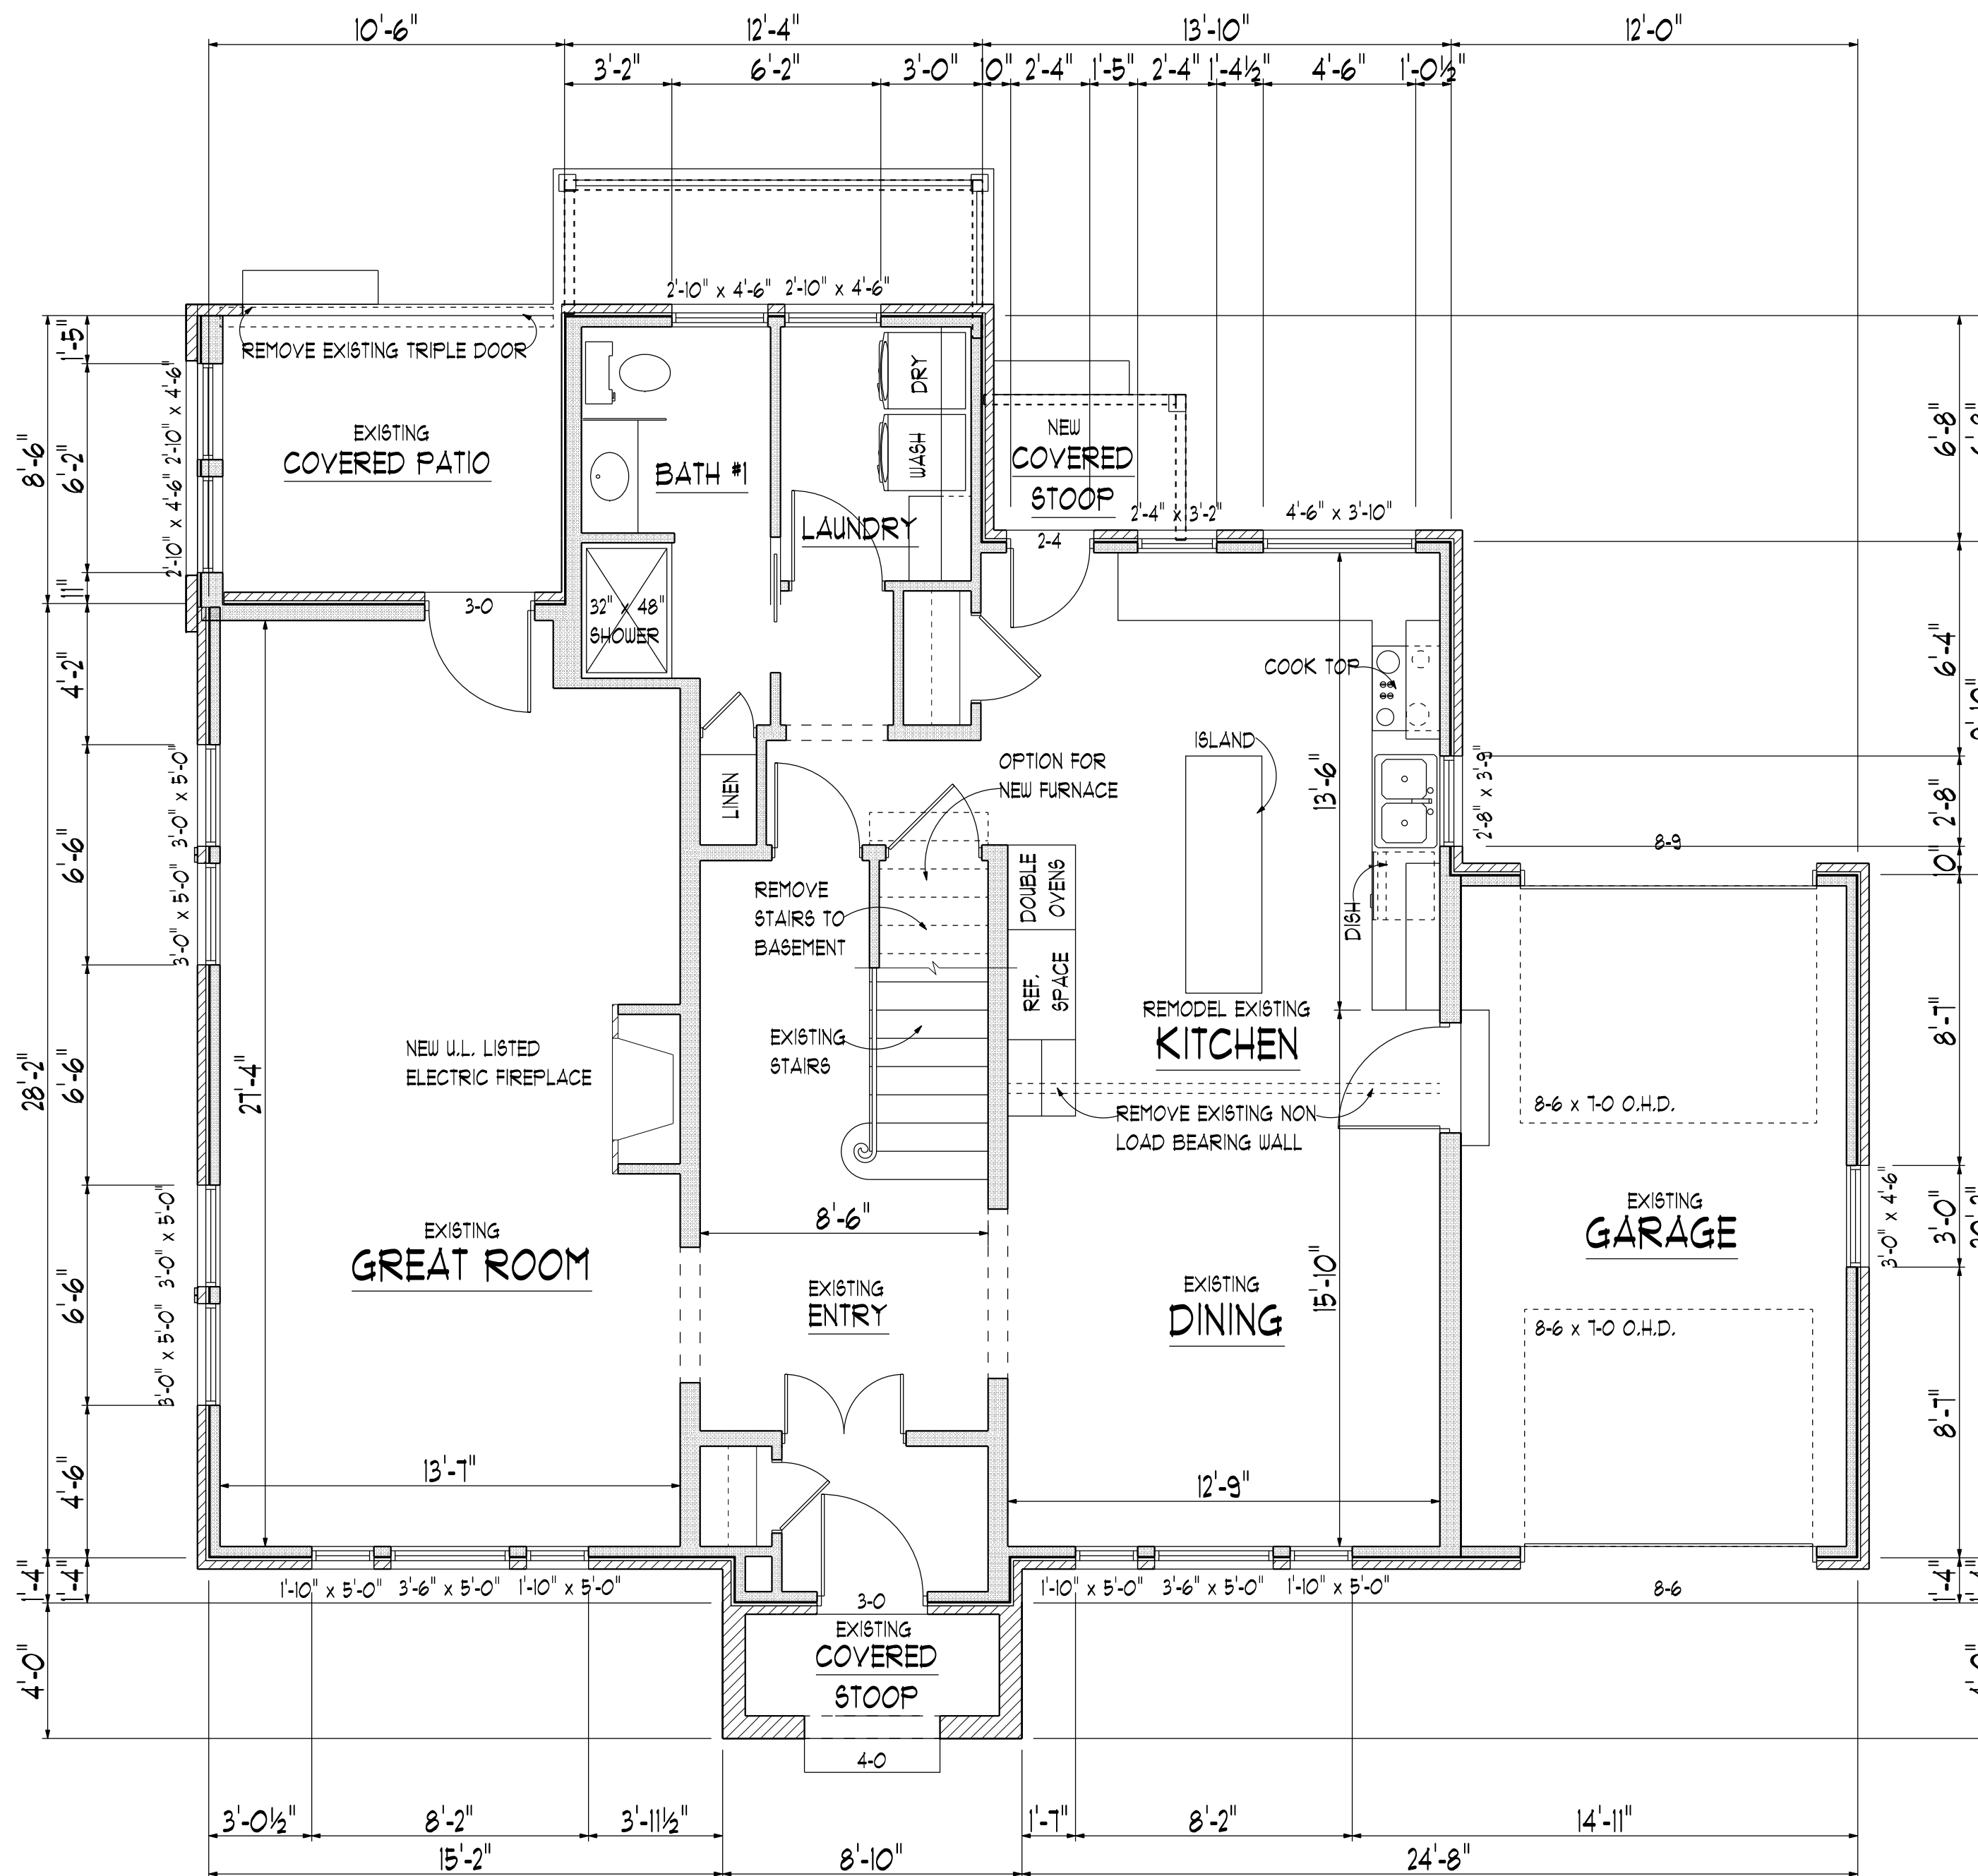 10'-6"
12'-4"
13'-10"
12'-0"
3'-2"
6'-2"
3'-0"
10"
2'-4"
1'-5"
2'-4"
1'-4½"
4'-6"
1'-0½"
2'-10" x 4'-6"
2'-10" x 4'-6"
REMOVE EXISTING TRIPLE DOOR
EXISTING
COVERED PATIO
BATH #1
DRY
WASH
LAUNDRY
NEW
COVERED
STOOP
2'-4" x 3'-2"
4'-6" x 3'-10"
2-4
3-0
32" x 48"
SHOWER
COOK TOP
ISLAND
LINEN
OPTION FOR
NEW FURNACE
13'-6"
2'-8" x 3'-9"
8-9
DOUBLE
OVENS
REMOVE
STAIRS TO
BASEMENT
DISH
REF.
SPACE
EXISTING
STAIRS
REMODEL EXISTING
KITCHEN
NEW U.L. LISTED
ELECTRIC FIREPLACE
27'-4"
REMOVE EXISTING NON
LOAD BEARING WALL
8-6 x 7-0 O.H.D.
8'-6"
EXISTING
GREAT ROOM
EXISTING
ENTRY
EXISTING
DINING
15'-10"
EXISTING
GARAGE
8-6 x 7-0 O.H.D.
13'-7"
12'-9"
1'-10" x 5'-0"
3'-6" x 5'-0"
1'-10" x 5'-0"
3-0
1'-10" x 5'-0"
3'-6" x 5'-0"
1'-10" x 5'-0"
8-6
EXISTING
COVERED
STOOP
4-0
8'-6"
28'-2"
1'-4"
4'-0"
1'-5"
6'-2"
11"
4'-2"
6'-6"
6'-6"
6'-6"
4'-6"
1'-4"
2'-10" x 4'-6"
2'-10" x 4'-6"
3'-0" x 5'-0"
3'-0" x 5'-0"
3'-0" x 5'-0"
3'-0" x 5'-0"
6'-8"
6'-4"
2'-8"
10"
8'-7"
3'-0"
3'-0" x 4'-6"
8'-7"
1'-4"
3'-0½"
8'-2"
3'-11½"
1'-7"
8'-2"
14'-11"
15'-2"
8'-10"
24'-8"